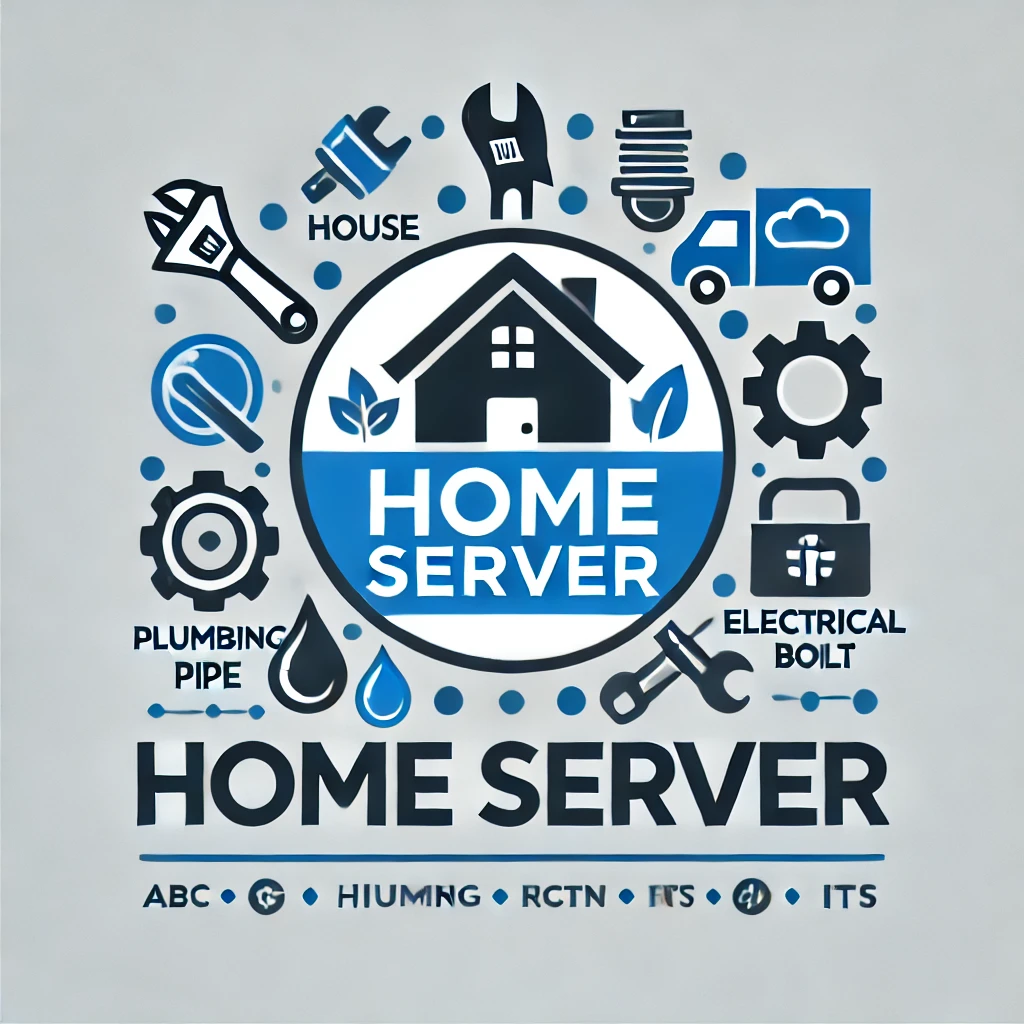 HOUSE
HOME
SERVER
PLUMBING
PIPE
ELECTRICAL
BOILT
HOME SERVER
ABC • • HIUMING • RCTN • • ITS